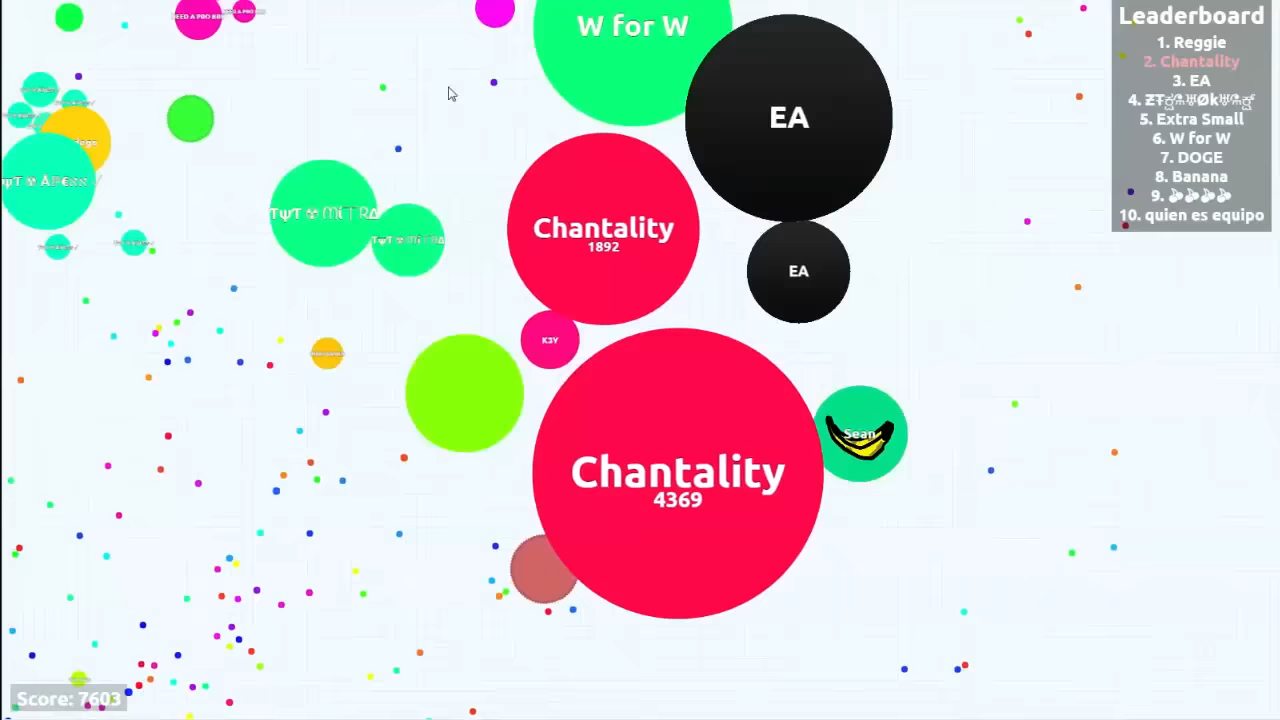 W for W
EA
Chantality
1892
EA
K3Y
Sean
Chantality
4369
Leaderboard
1. Reggie
2. Chantality
3. EA
5. Extra Small
6. W for W
7. DOGE
8. Banana
9. 🍒🍒🍒🍒
10. quien es equipo
Score: 7603